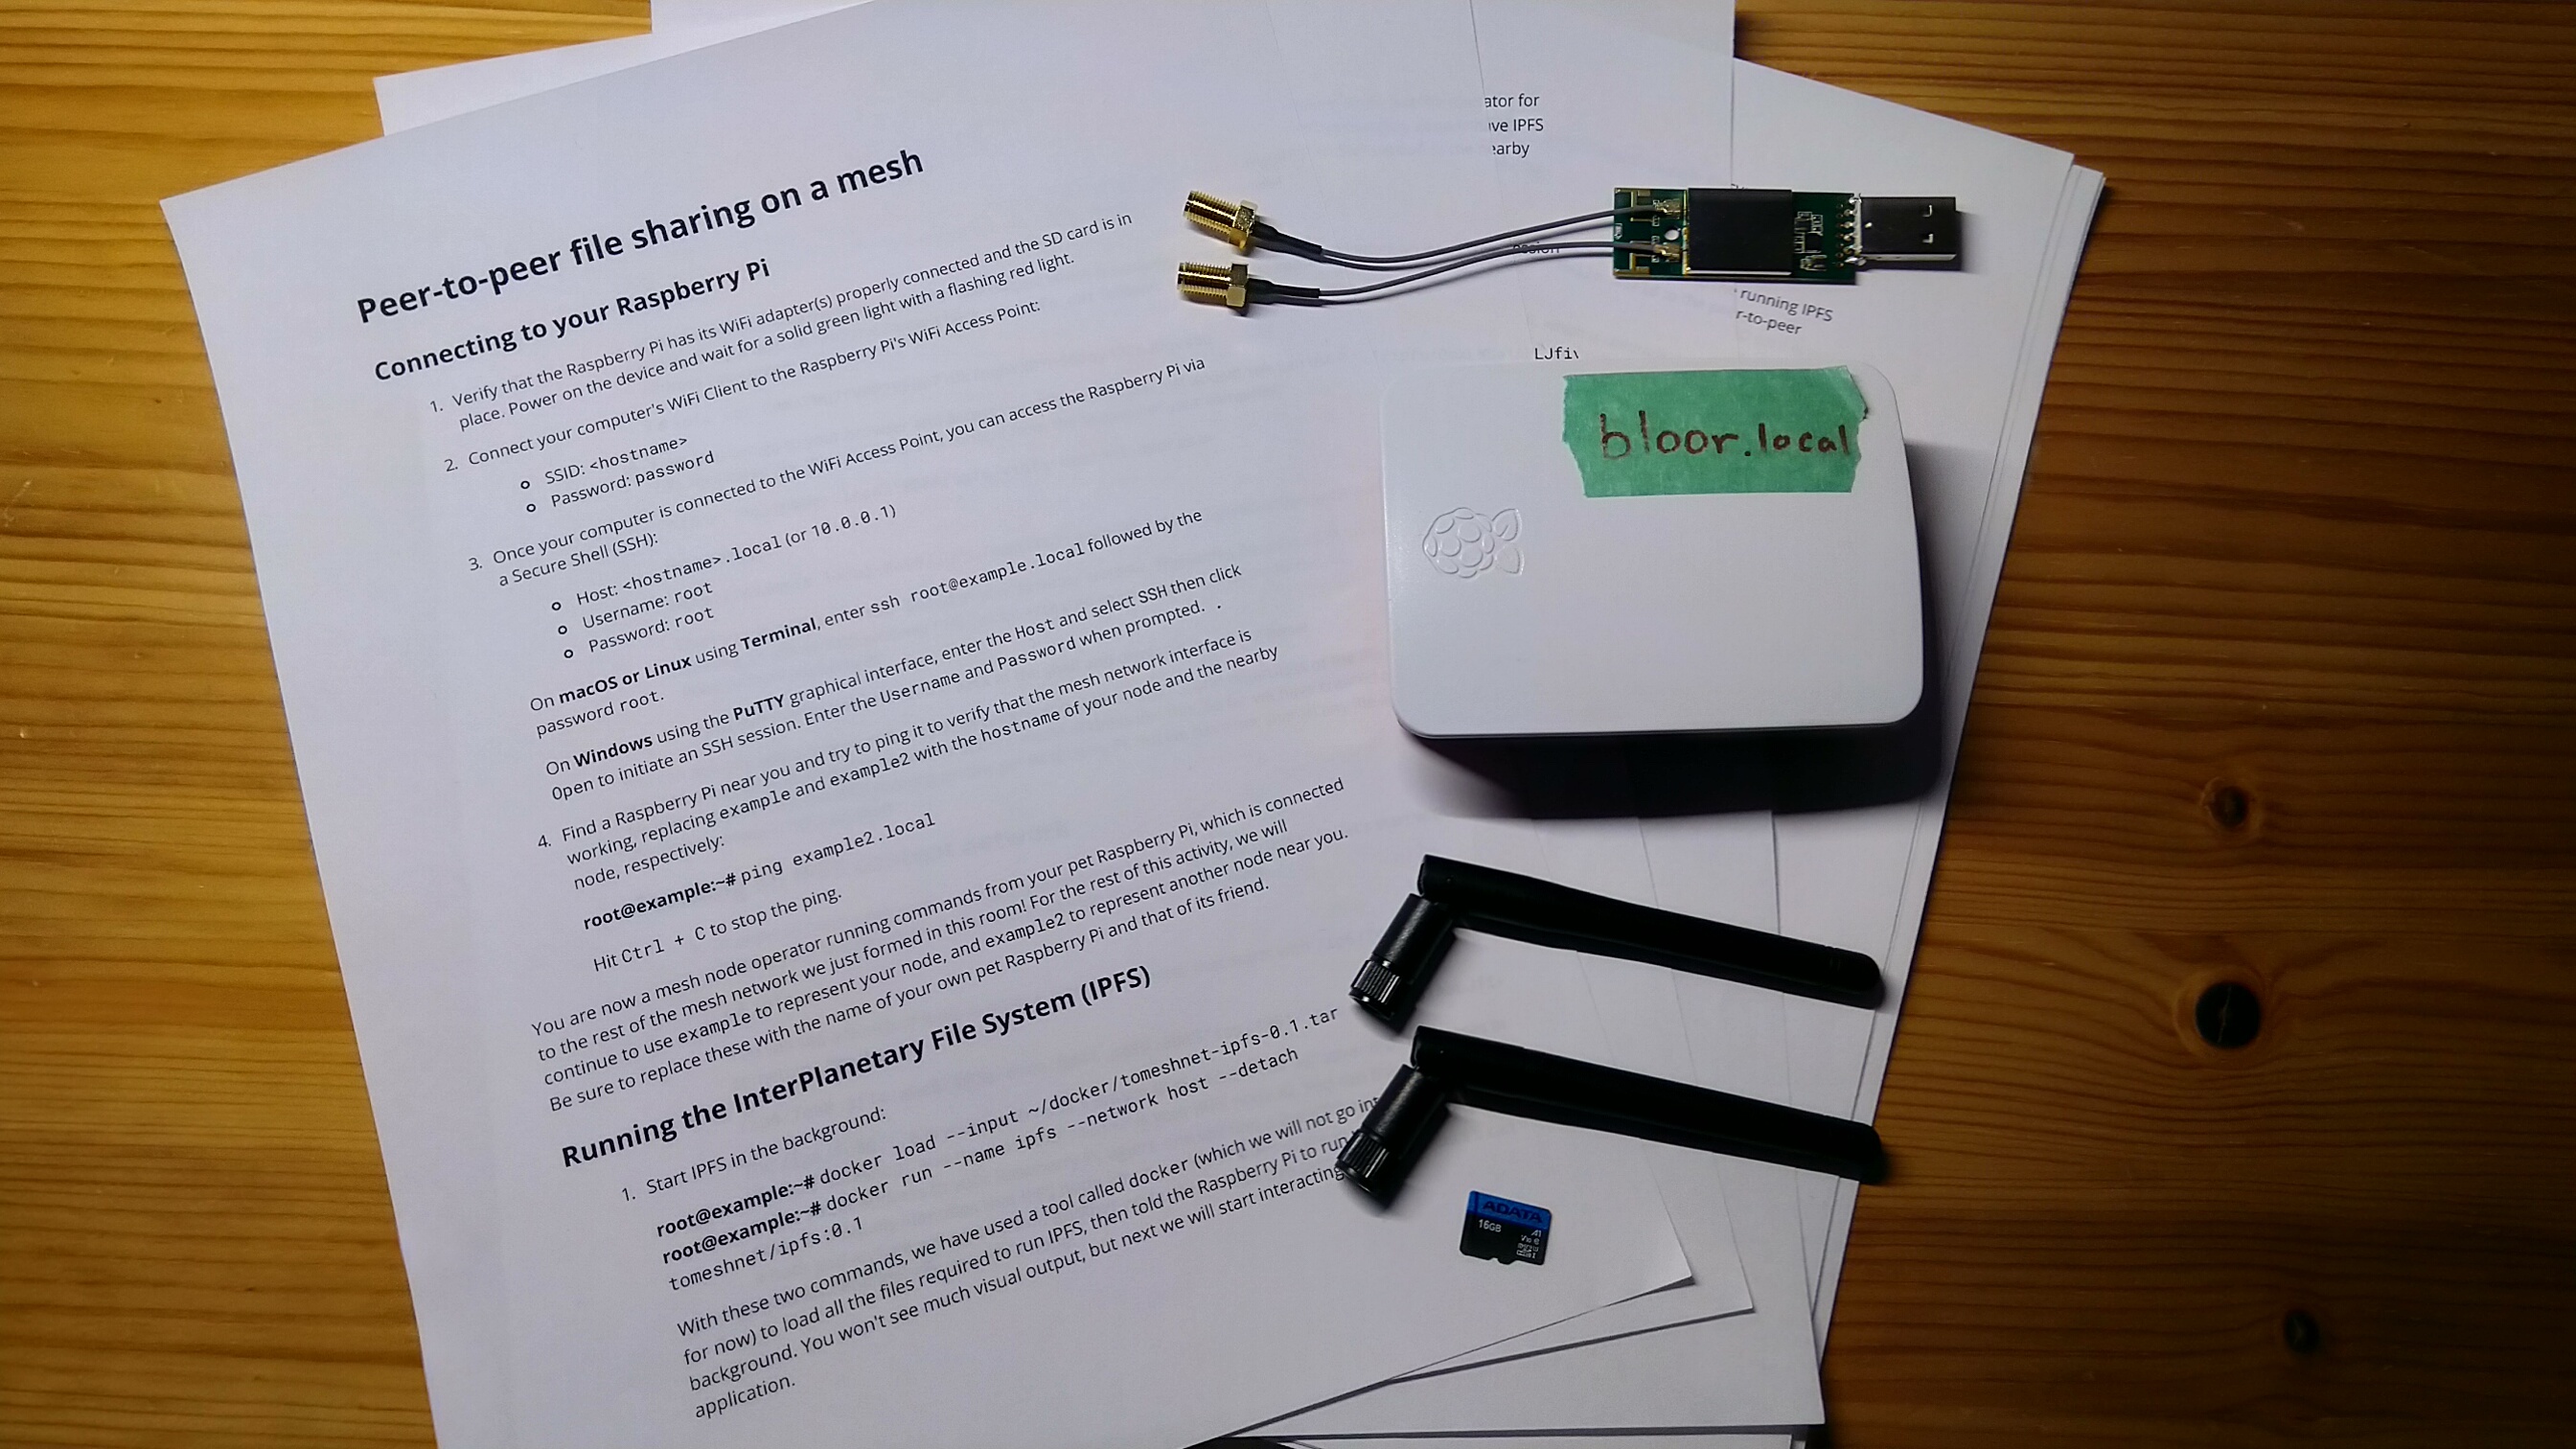 Peer-to-peer file sharing on a mesh
Connecting to your Raspberry Pi
1. Verify that the Raspberry Pi has its WiFi adapter(s) properly connected and the SD card is in
place. Power on the device and wait for a solid green light with a flashing red light.
2. Connect your computer's WiFi Client to the Raspberry Pi's WiFi Access Point:
SSID: <hostname>
Password: password
3. Once your computer is connected to the WiFi Access Point, you can access the Raspberry Pi via
a Secure Shell (SSH):
Host: <hostname>.local (or 10.0.0.1)
Username: root
Password: root
On macOS or Linux using Terminal, enter ssh root@example.local followed by the
password root.
On Windows using the PuTTY graphical interface, enter the Host and select SSH then click
Open to initiate an SSH session. Enter the Username and Password when prompted. .
4. Find a Raspberry Pi near you and try to ping it to verify that the mesh network interface is
working, replacing example and example2 with the hostname of your node and the nearby
node, respectively:
root@example:~# ping example2.local
Hit Ctrl + C to stop the ping.
You are now a mesh node operator running commands from your pet Raspberry Pi, which is connected
to the rest of the mesh network we just formed in this room! For the rest of this activity, we will
continue to use example to represent your node, and example2 to represent another node near you.
Be sure to replace these with the name of your own pet Raspberry Pi and that of its friend.
Running the InterPlanetary File System (IPFS)
1. Start IPFS in the background:
root@example:~# docker load --input ~/docker/tomeshnet-ipfs-0.1.tar
root@example:~# docker run --name ipfs --network host --detach
tomeshnet/ipfs:0.1
With these two commands, we have used a tool called docker (which we will not go
for now) to load all the files required to run IPFS, then told the Raspberry Pi to run
background. You won't see much visual output, but next we will start interacting
application.
ator for
ve IPFS
earby
running IPFS
r-to-peer
bloor.local
ADATA
16GB
A1